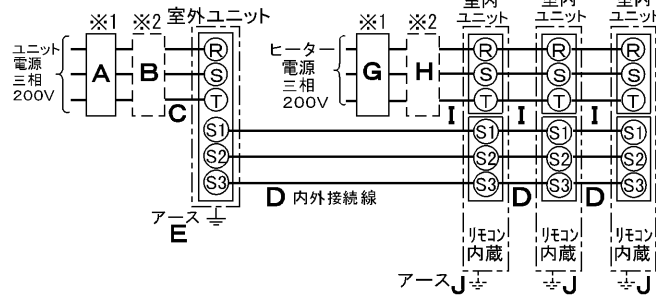 ※1 ※2 室外ユニット
ユニット
電源
三相
200V
A
B
C
R
S
T
S1
S2
S3
アース
E
D 内外接続線
※1 ※2
ヒーター
電源
三相
200V
G
H
室内
ユニット
室内
ユニット
室内
ユニット
R R R
S S S
T T T
I I I
S1 S1 S1
S2 S2 S2
S3 S3 S3
D D
リモコン
内蔵
リモコン
内蔵
リモコン
内蔵
アース J J J